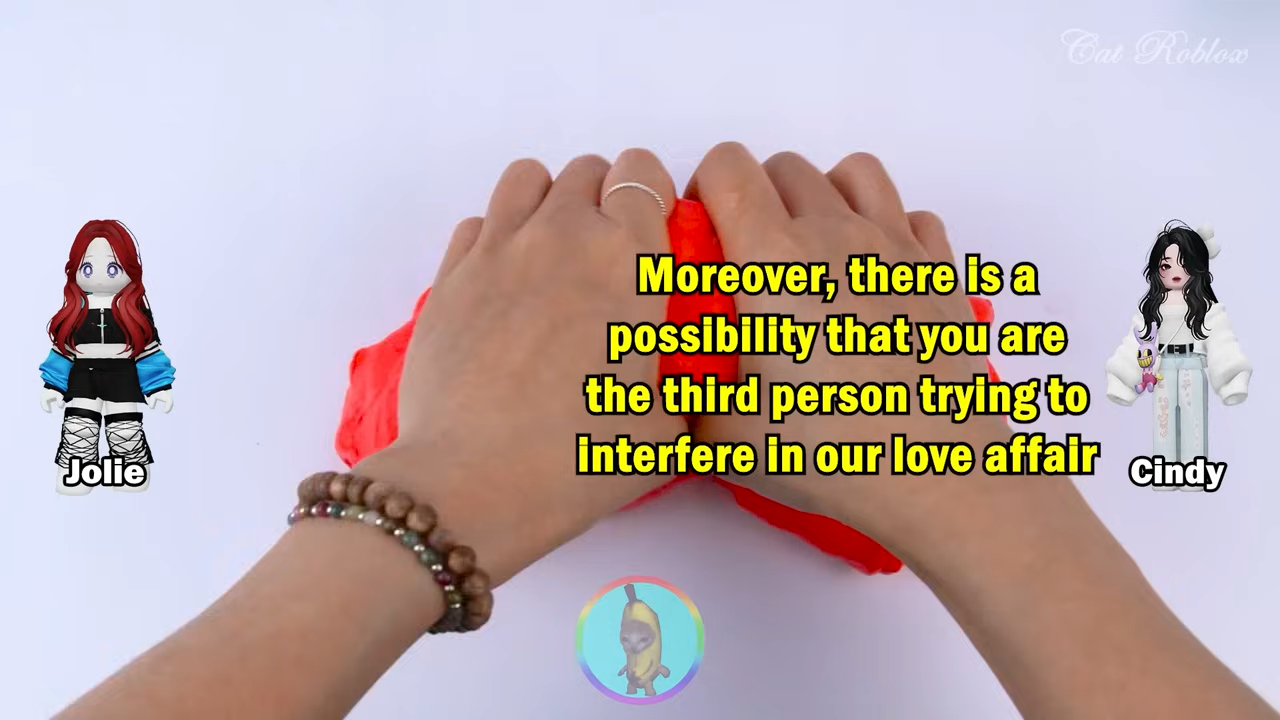 Cat Roblox
Moreover, there is a
possibility that you are
the third person trying to
interfere in our love affair
Jolie
Cindy